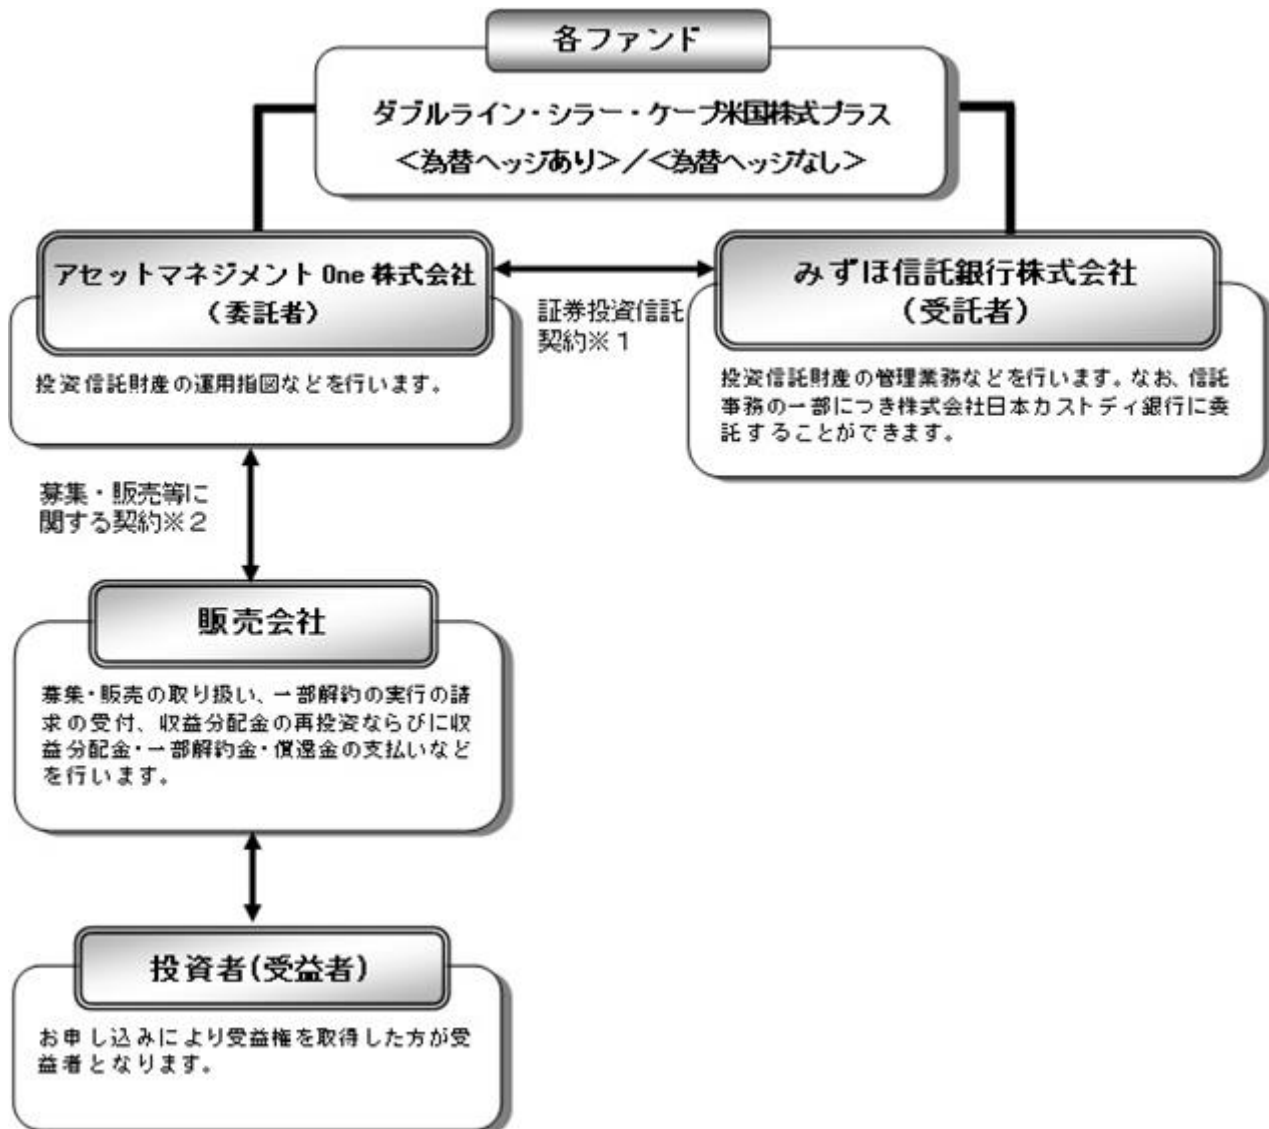 各ファンド
ダブルライン・シラー・ケープ米国株式プラス
＜為替ヘッジあり＞／＜為替ヘッジなし＞
アセットマネジメント One 株式会社
（委託者）
投資信託財産の運用指図などを行います。
証券投資信託
契約※１
みずほ信託銀行株式会社
（受託者）
投資信託財産の管理業務などを行います。なお、信託
事務の一部につき株式会社日本カストディ銀行に委
託することができます。
募集・販売等に
関する契約※２
販売会社
募集・販売の取り扱い、一部解約の実行の請
求の受付、収益分配金の再投資ならびに収
益分配金・一部解約金・償還金の支払いなど
を行います。
投資者(受益者)
お申し込みにより受益権を取得した方が受
益者となります。